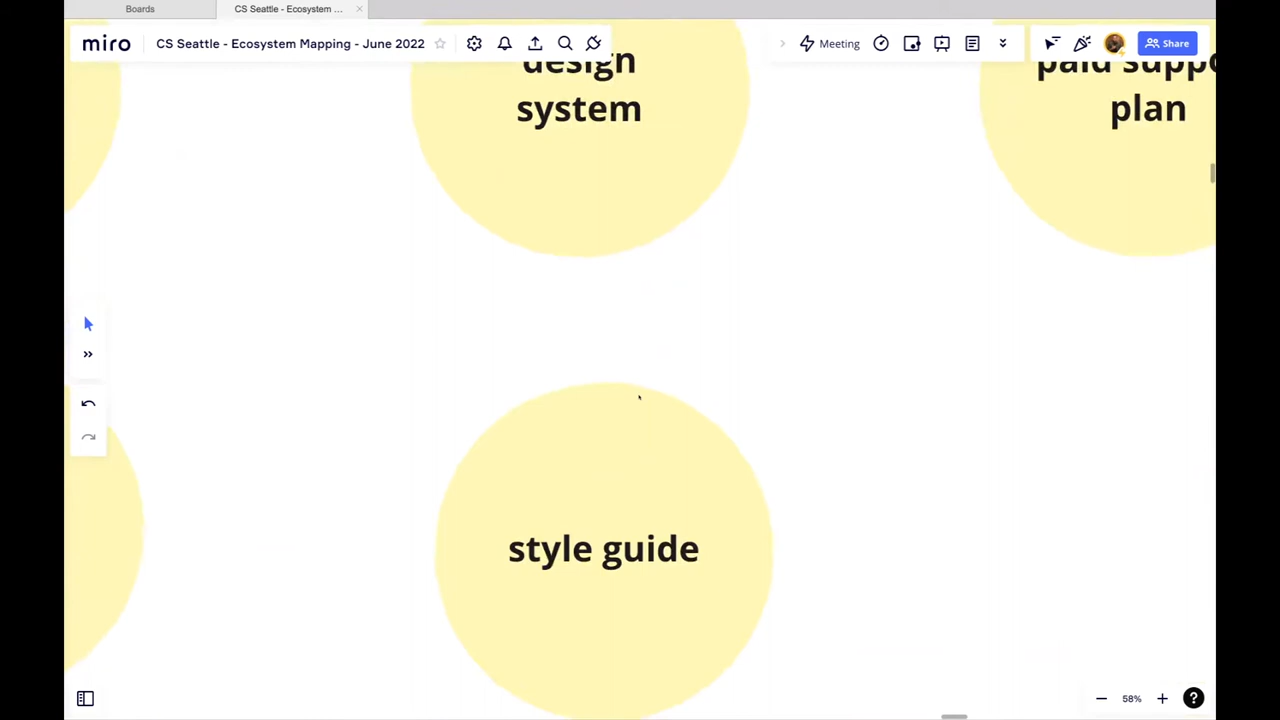 Boards
CS Seattle - Ecosystem ...
miro
CS Seattle - Ecosystem Mapping - June 2022
Meeting
Share
design
system
plan
style guide
58%